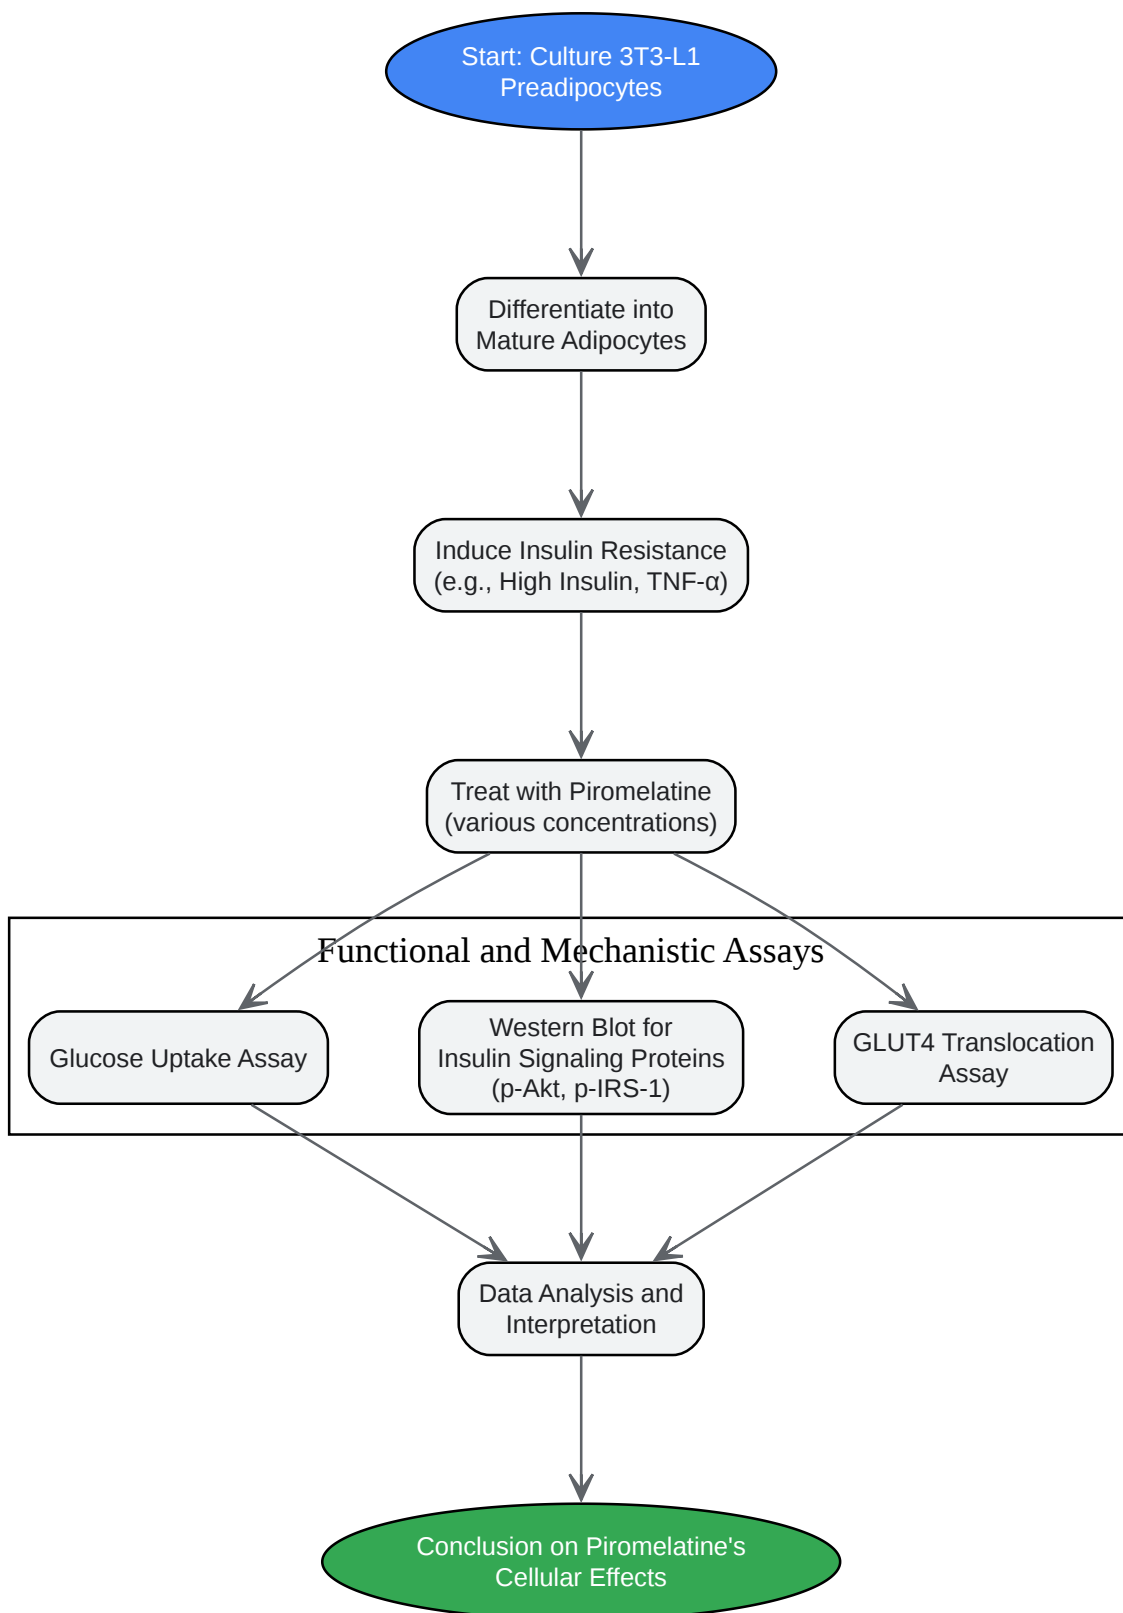 Start: Culture 3T3-L1
Preadipocytes
Differentiate into
Mature Adipocytes
Induce Insulin Resistance
(e.g., High Insulin, TNF-α)
Treat with Piromelatine
(various concentrations)
Functional and Mechanistic Assays
Glucose Uptake Assay
Western Blot for
Insulin Signaling Proteins
(p-Akt, p-IRS-1)
GLUT4 Translocation
Assay
Data Analysis and
Interpretation
Conclusion on Piromelatine's
Cellular Effects